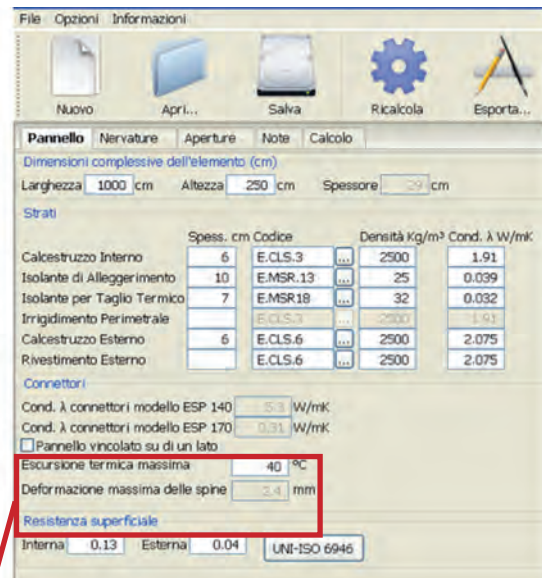 File Opzioni Informazioni
Nuovo Apri... Salva Ricalcola Esporta...
Pannello Nervature Aperture Note Calcolo
Dimensioni complessive dell'elemento (cm)
Larghezza 1000 cm Altezza 250 cm Spessore 29 cm
Strati
Spess. cm Codice Densità Kg/m³ Cond. λ W/mK
Calcestruzzo Interno 6 E.CLS.3 ... 2500 1.91
Isolante di Alleggerimento 10 E.MSR.13 ... 25 0.039
Isolante per Taglio Termico 7 E.MSR18 ... 32 0.032
Irrigidimento Perimetrale E.CLS.3 ... 2500 1.91
Calcestruzzo Esterno 6 E.CLS.6 ... 2500 2.075
Rivestimento Esterno E.CLS.6 ... 2500 2.075
Connettori
Cond. λ connettori modello ESP 140 5.3 W/mK
Cond. λ connettori modello ESP 170 0.31 W/mK
Pannello vincolato su di un lato
Escursione termica massima 40 ºC
Deformazione massima delle spine 2.4 mm
Resistenza superficiale
Interna 0.13 Esterna 0.04 UNI-ISO 6946